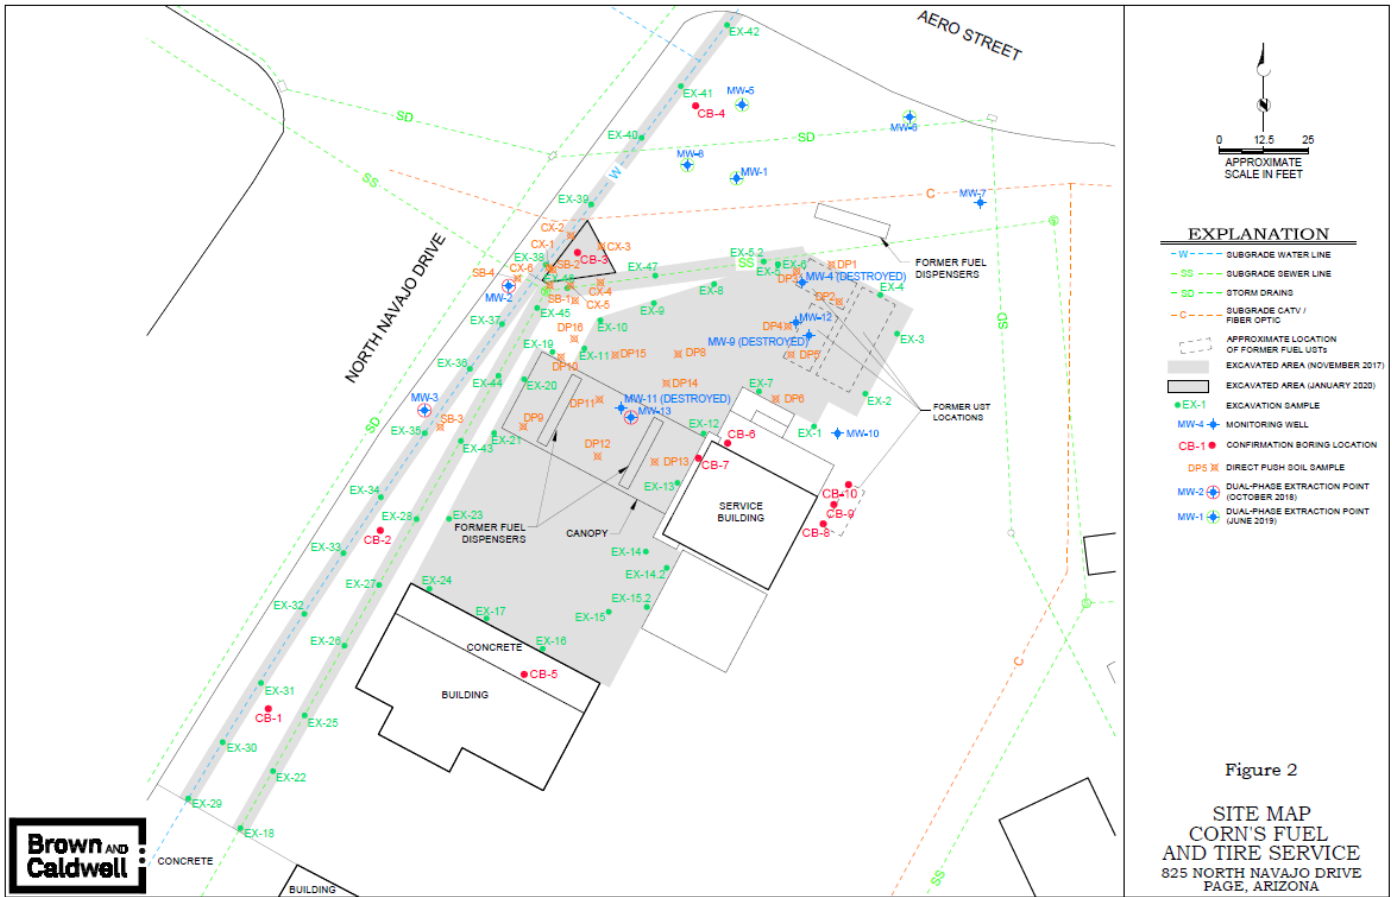 AERO STREET
EX-42
EX-41
CB-4
MW-5
MW-6
SD
EX-40
SD
MW-8
MW-1
SS
W
MW-7
C
EX-39
CX-2
CX-1
CX-3
CB-3
FORMER FUEL
DISPENSERS
NORTH NAVAJO DRIVE
EX-38
SB-2
SB-4
CX-6
EX-47
SS
EX-5.2
EX-6
EX-5
DP1
MW-4 (DESTROYED)
DP3
MW-2
CX-4
SB-1
CX-5
EX-8
EX-4
DP2
EX-45
EX-9
EX-10
MW-12
DP4
SD
EX-37
DP16
MW-9 (DESTROYED)
EX-3
EX-19
EX-11
DP15
DP8
DP5
EX-36
DP10
EX-44
EX-20
DP14
EX-7
EX-2
MW-3
DP11
MW-11 (DESTROYED)
DP6
FORMER UST
LOCATIONS
MW-13
SD
SB-3
DP9
EX-12
EX-1
MW-10
EX-35
EX-43
EX-21
DP12
CB-6
DP13
CB-7
EX-34
EX-13
CB-10
CB-9
CB-8
SERVICE
BUILDING
EX-28
EX-23
FORMER FUEL
DISPENSERS
CANOPY
CB-2
EX-33
EX-14
EX-14.2
EX-27
EX-24
EX-32
EX-15.2
EX-15
EX-17
EX-26
EX-16
CONCRETE
C
CB-5
BUILDING
EX-31
CB-1
EX-25
EX-30
EX-22
EX-29
EX-18
CONCRETE
BUILDING
SS
Brown AND
Caldwell
0 12.5 25
APPROXIMATE
SCALE IN FEET
EXPLANATION
W SUBGRADE WATER LINE
SS SUBGRADE SEWER LINE
SD STORM DRAINS
C SUBGRADE CATV /
FIBER OPTIC
APPROXIMATE LOCATION
OF FORMER FUEL USTs
EXCAVATED AREA (NOVEMBER 2017)
EXCAVATED AREA (JANUARY 2020)
EX-1 EXCAVATION SAMPLE
MW-4 MONITORING WELL
CB-1 CONFIRMATION BORING LOCATION
DP5 DIRECT PUSH SOIL SAMPLE
MW-2 DUAL-PHASE EXTRACTION POINT
(OCTOBER 2018)
MW-1 DUAL-PHASE EXTRACTION POINT
(JUNE 2019)
Figure 2
SITE MAP
CORN'S FUEL
AND TIRE SERVICE
825 NORTH NAVAJO DRIVE
PAGE, ARIZONA